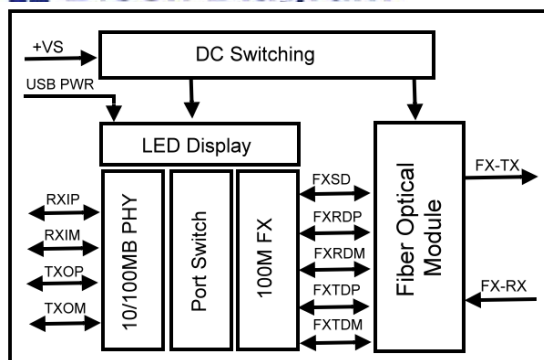 +VS
DC Switching
USB PWR
LED Display
RXIP
RXIM
TXOP
TXOM
10/100MB PHY
Port Switch
100M FX
FXSD
FXRDP
FXRDM
FXTDP
FXTDM
Fiber Optical
Module
FX-TX
FX-RX